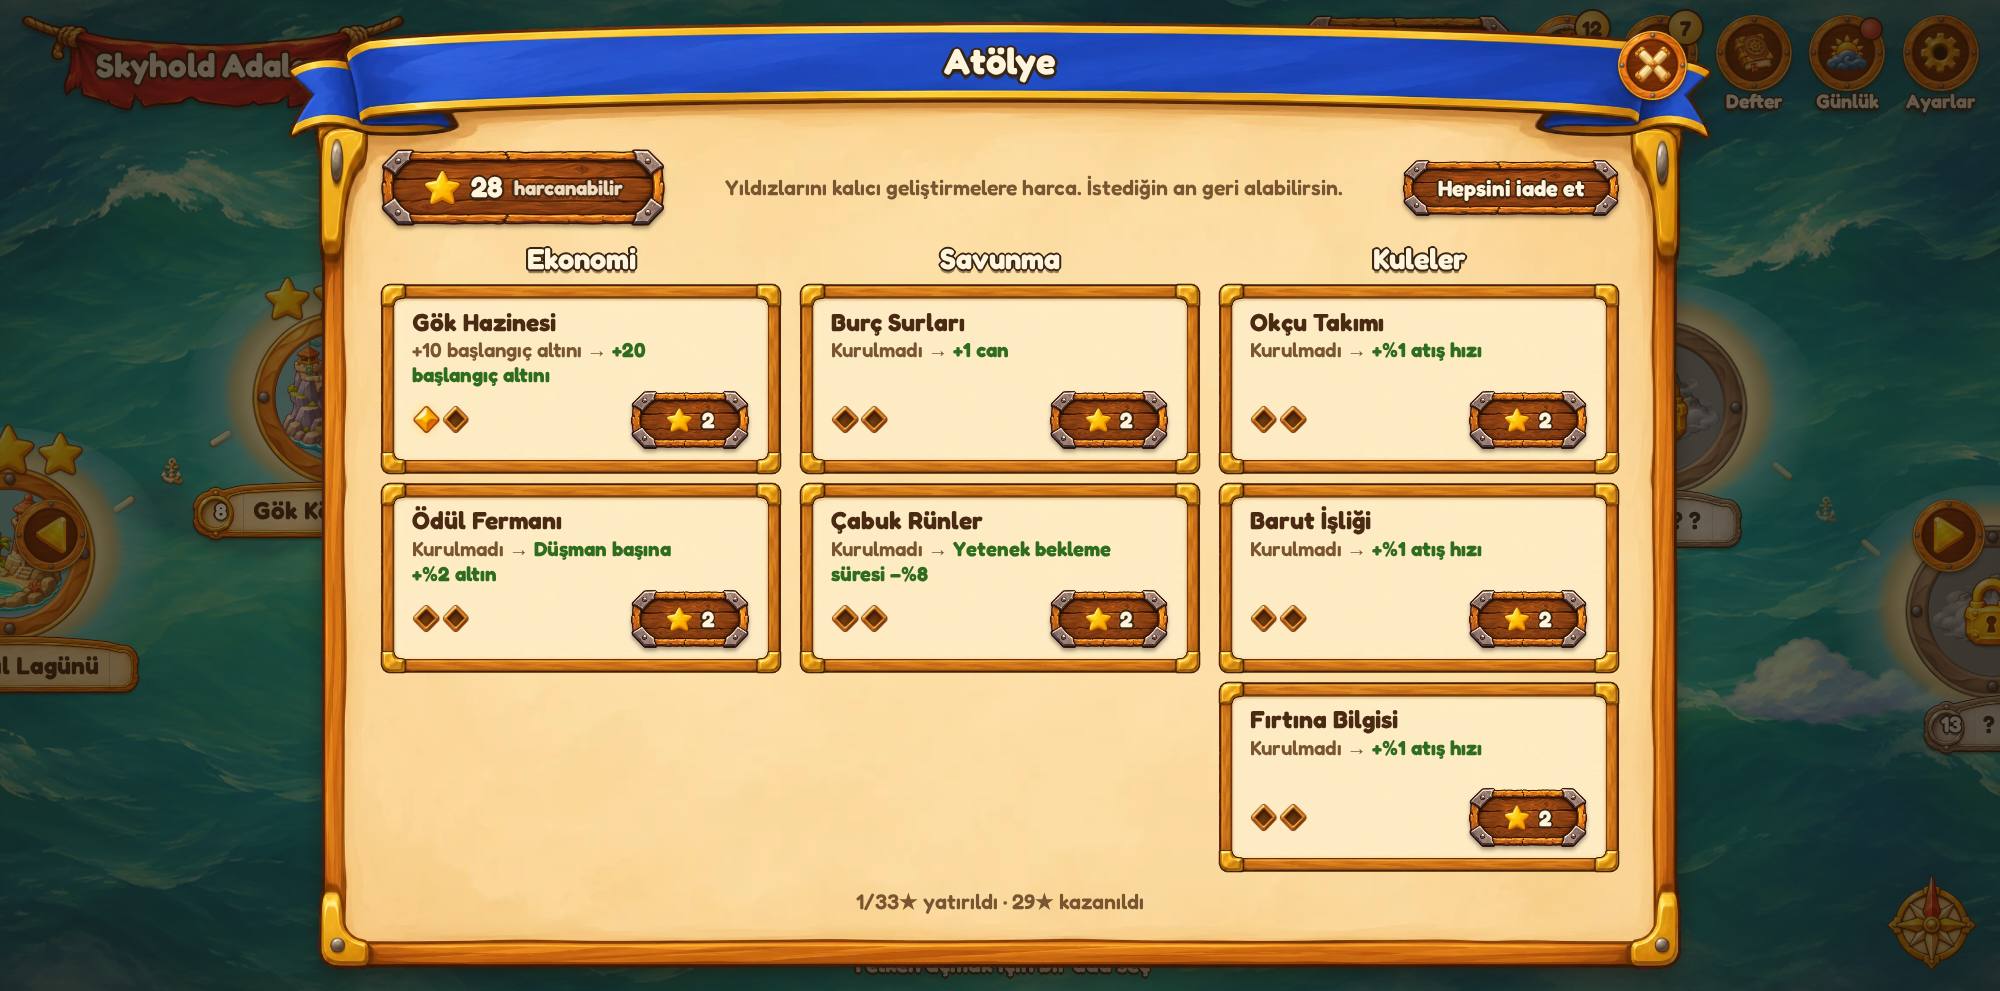 Skyhold Adal
Atölye
12
7
Defter
Günlük
Ayarlar
28 harcanabilir
Yıldızlarını kalıcı geliştirmelere harca. İstediğin an geri alabilirsin.
Hepsini iade et
Ekonomi
Savunma
Kuleler
Gök Hazinesi
+10 başlangıç altını → +20
başlangıç altını
2
Burç Surları
Kurulmadı → +1 can
2
Okçu Takımı
Kurulmadı → +%1 atış hızı
2
Ödül Fermanı
Kurulmadı → Düşman başına
+%2 altın
2
Çabuk Rünler
Kurulmadı → Yetenek bekleme
süresi −%8
2
Barut İşliği
Kurulmadı → +%1 atış hızı
2
Fırtına Bilgisi
Kurulmadı → +%1 atış hızı
2
8 Gök K
l Lagünü
? ?
13 ?
1/33★ yatırıldı · 29★ kazanıldı